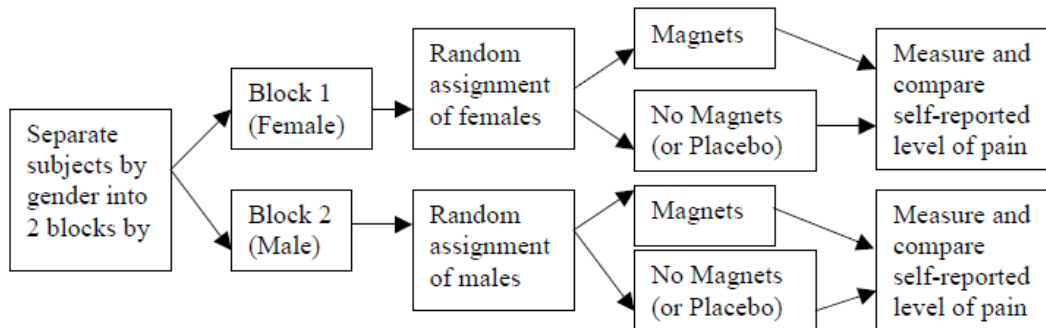 Separate
subjects by
gender into
2 blocks by
Block 1
(Female)
Random
assignment
of females
Magnets
No Magnets
(or Placebo)
Measure and
compare
self-reported
level of pain
Block 2
(Male)
Random
assignment
of males
Magnets
No Magnets
(or Placebo)
Measure and
compare
self-reported
level of pain